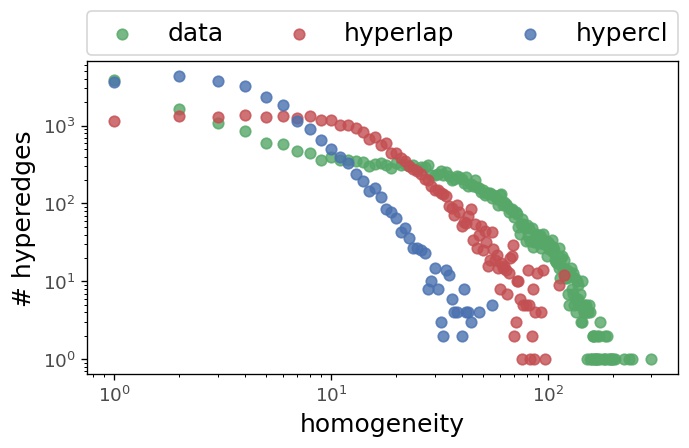 data hyperlap hypercl
# hyperedges
10³
10²
10¹
10⁰
10⁰ 10¹ 10²
homogeneity